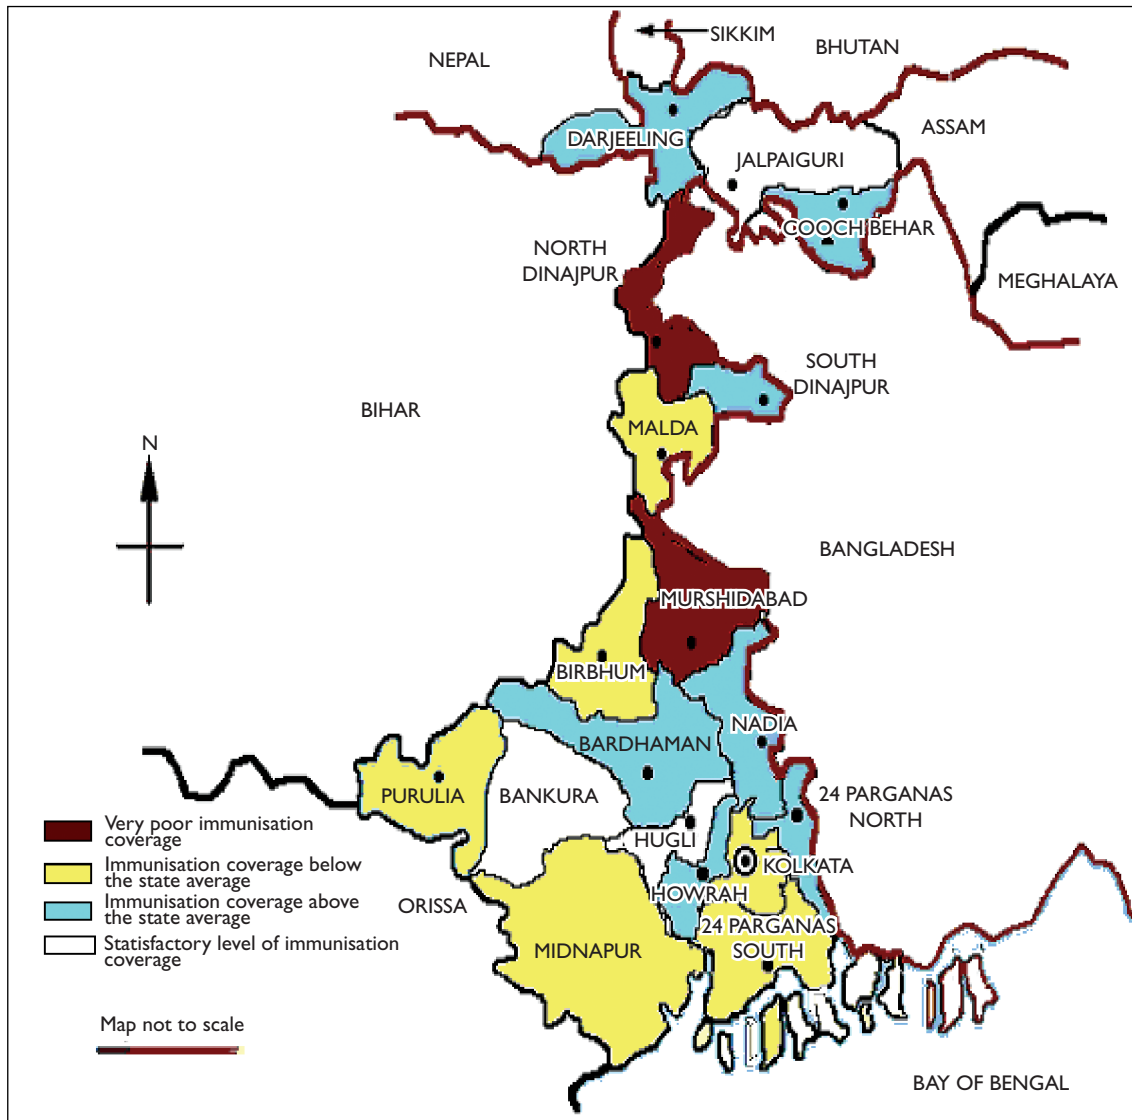 SIKKIM
NEPAL
BHUTAN
ASSAM
DARJEELING
JALPAIGURI
COOCH BEHAR
NORTH
DINAJPUR
MEGHALAYA
SOUTH
DINAJPUR
BIHAR
MALDA
N
BANGLADESH
MURSHIDABAD
BIRBHUM
NADIA
BARDHAMAN
PURULIA
BANKURA
24 PARGANAS
NORTH
HUGLI
KOLKATA
HOWRAH
ORISSA
24 PARGANAS
SOUTH
MIDNAPUR
BAY OF BENGAL
Very poor immunisation
coverage
Immunisation coverage below
the state average
Immunisation coverage above
the state average
Statisfactory level of immunisation
coverage
Map not to scale